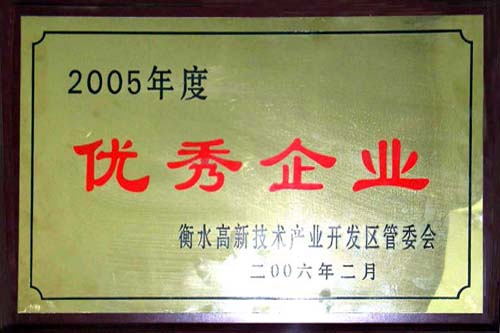 2005年度
优秀企业
衡水高新技术产业开发区管委会
二00六年二月